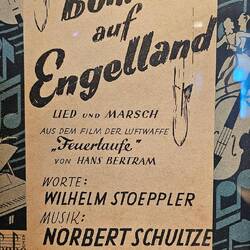 auf
Engelland
LIED UND MARSCH
AUS DEM FILM DER LUFTWAFFE
„Feuertaufe”
VON HANS BERTRAM
WORTE:
WILHELM STOEPPLER
MUSIK:
NORBERT SCHULTZE